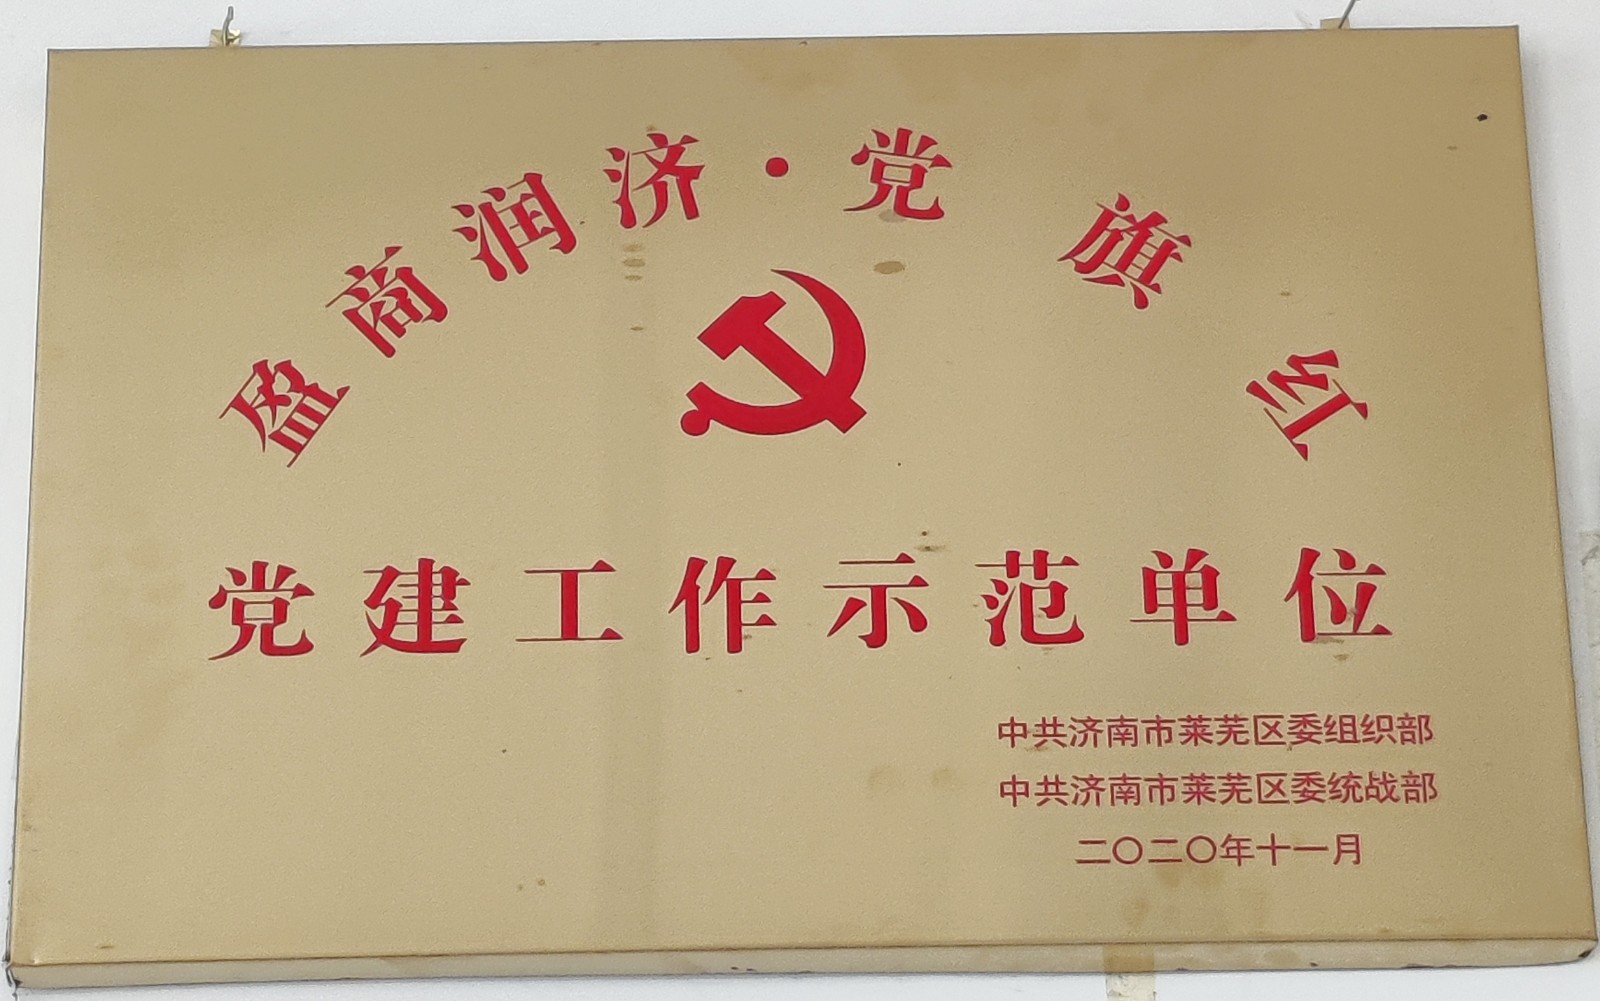 盈商润济·党旗红
党建工作示范单位
中共济南市莱芜区委组织部
中共济南市莱芜区委统战部
二〇二〇年十一月